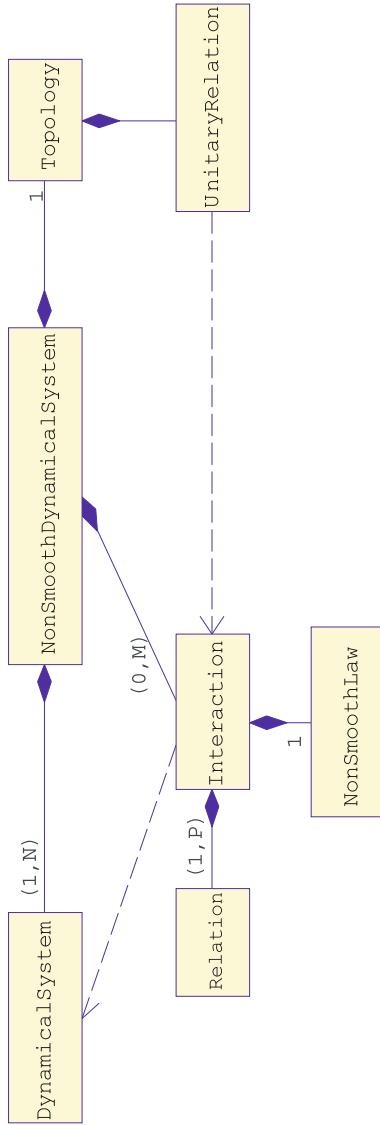 DynamicalSystem
(1,N)
NonSmoothDynamicalSystem
1
Topology
(0,M)
Relation
(1,P)
Interaction
UnitaryRelation
1
NonSmoothLaw